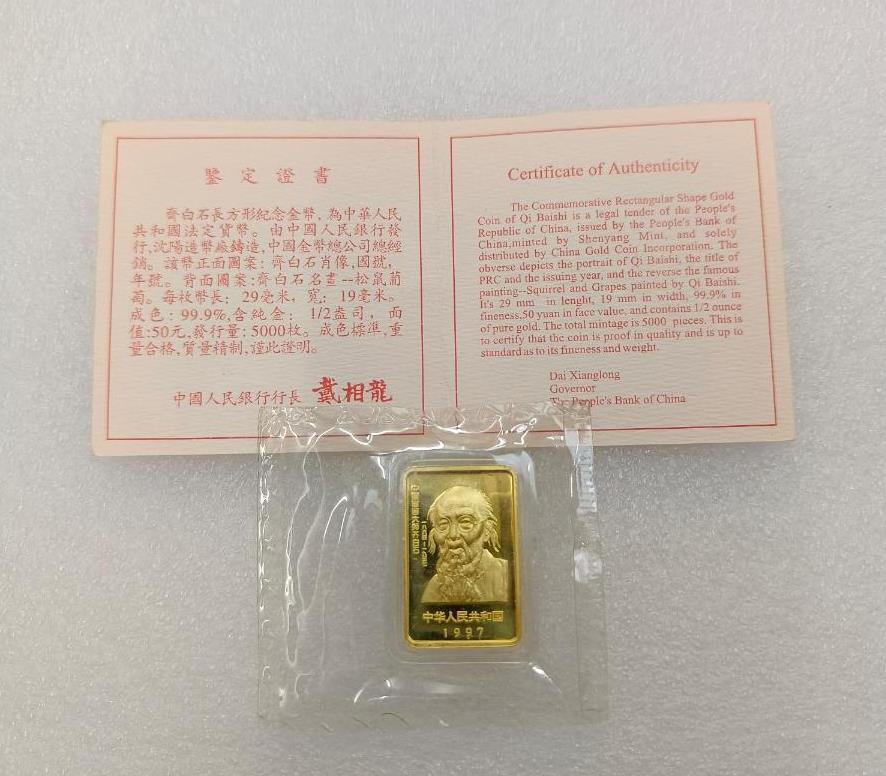 鑒定證書
齊白石長方形紀念金幣，為中華人民
共和國法定貨幣。由中國人民銀行發
行，沈陽造幣廠鑄造，中國金幣總公司總經
銷。該幣正面圖案：齊白石肖像，國號，
年號。背面圖案：齊白石名畫--松鼠葡
萄。每枚幣長：29毫米，寬：19毫米。
成色：99.9%，含純金：1/2盎司，面
值：50元，發行量：5000枚。成色標準，重
量合格，質量精制，謹此證明。
中國人民銀行行長 戴相龍
Certificate of Authenticity
The Commemorative Rectangular Shape Gold
Coin of Qi Baishi is a legal tender of the People's
Republic of China, issued by the People's Bank of
China,minted by Shenyang Mint, and solely
distributed by China Gold Coin Incorporation. The
obverse depicts the portrait of Qi Baishi, the title of
PRC and the issuing year, and the reverse the famous
painting--Squirrel and Grapes painted by Qi Baishi.
It's 29 mm in lenght, 19 mm in width, 99.9% in
fineness,50 yuan in face value, and contains 1/2 ounce
of pure gold. The total mintage is 5000 pieces. This is
to certify that the coin is proof in quality and is up to
standard as to its fineness and weight.
Dai Xianglong
Governor
The People's Bank of China
中华人民共和国
1997